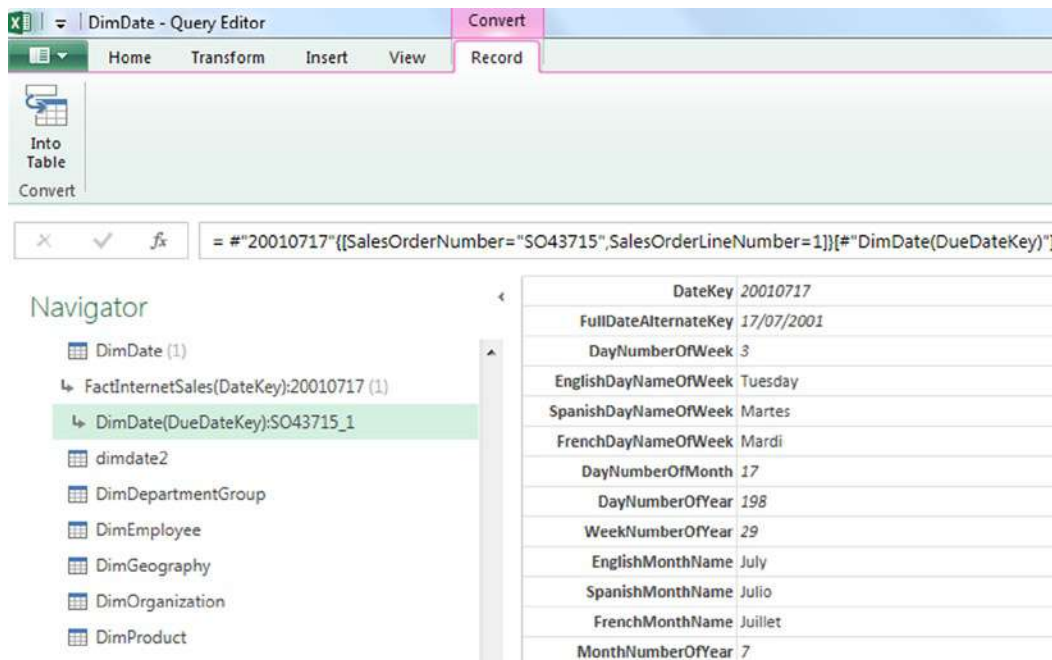 DimDate - Query Editor
Convert
Home Transform Insert View Record
Into
Table
Convert
fx = #"20010717"{[SalesOrderNumber="SO43715",SalesOrderLineNumber=1]}[#"DimDate(DueDateKey)"]
Navigator
DimDate (1)
FactInternetSales(DateKey):20010717 (1)
DimDate(DueDateKey):SO43715_1
dimdate2
DimDepartmentGroup
DimEmployee
DimGeography
DimOrganization
DimProduct
DateKey 20010717
FullDateAlternateKey 17/07/2001
DayNumberOfWeek 3
EnglishDayNameOfWeek Tuesday
SpanishDayNameOfWeek Martes
FrenchDayNameOfWeek Mardi
DayNumberOfMonth 17
DayNumberOfYear 198
WeekNumberOfYear 29
EnglishMonthName July
SpanishMonthName Julio
FrenchMonthName Juillet
MonthNumberOfYear 7